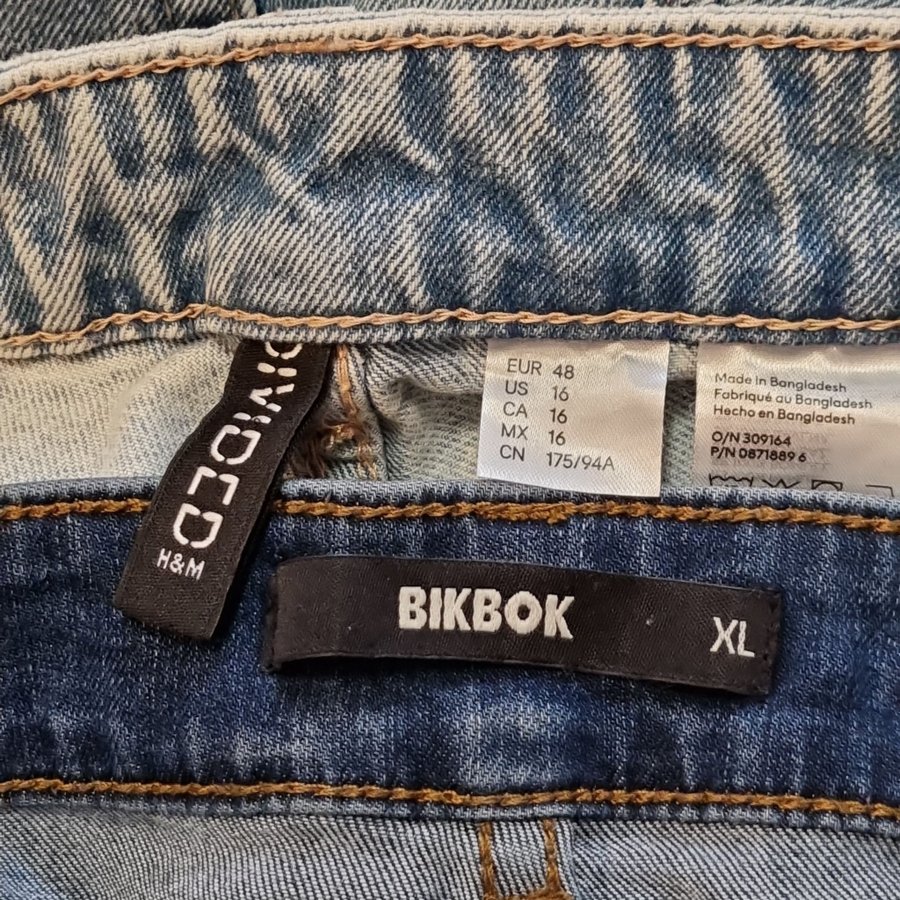 DIVIDED
H&M
EUR 48
US 16
CA 16
MX 16
CN 175/94A
Made in Bangladesh
Fabriqué au Bangladesh
Hecho en Bangladesh
O/N 309164
P/N 0871889 6
BIKBOK
XL